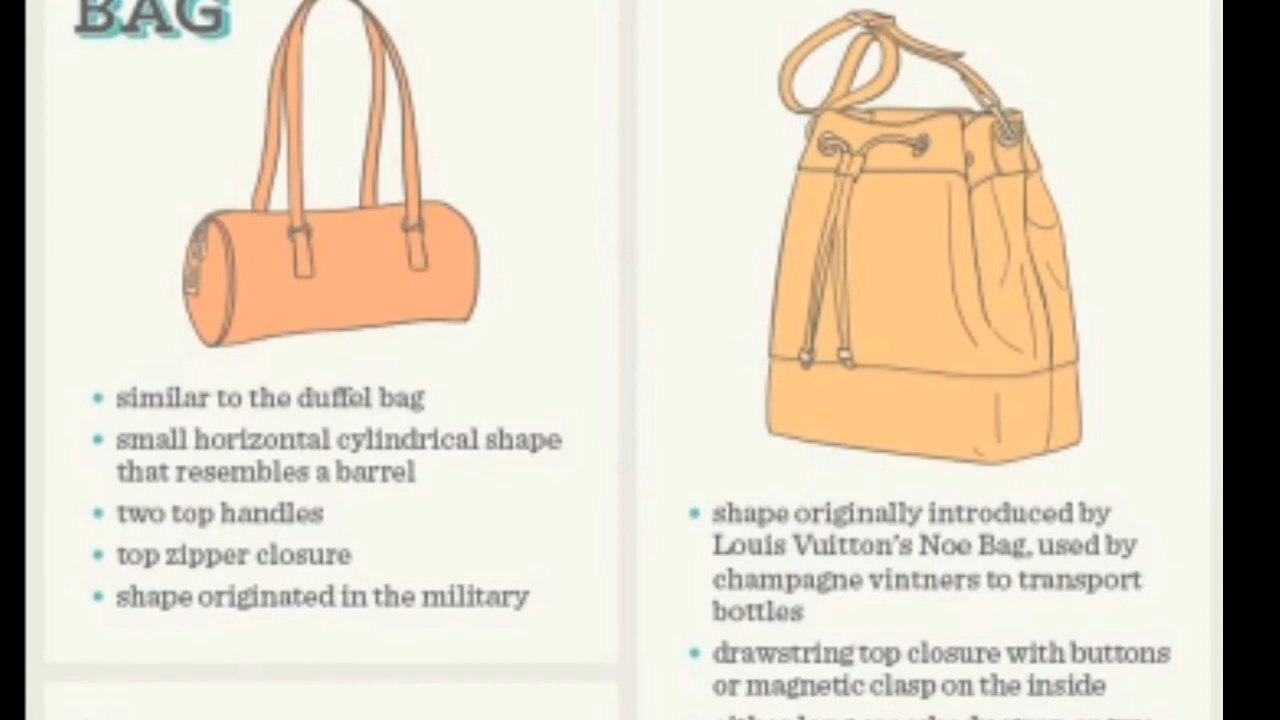 BAG
similar to the duffel bag
small horizontal cylindrical shape
that resembles a barrel
two top handles
top zipper closure
shape originated in the military
shape originally introduced by
Louis Vuitton's Noe Bag, used by
champagne vintners to transport
bottles
drawstring top closure with buttons
or magnetic clasp on the inside